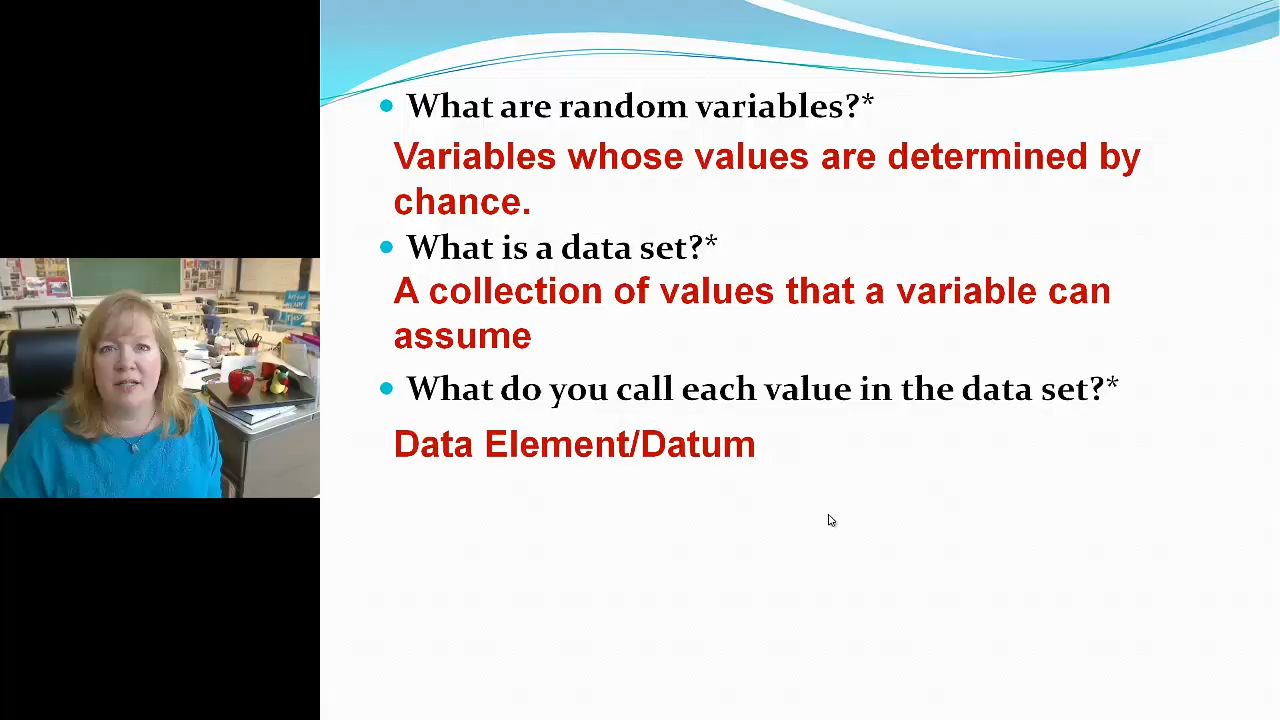 What are random variables?*
Variables whose values are determined by
chance.
What is a data set?*
A collection of values that a variable can
assume
What do you call each value in the data set?*
Data Element/Datum